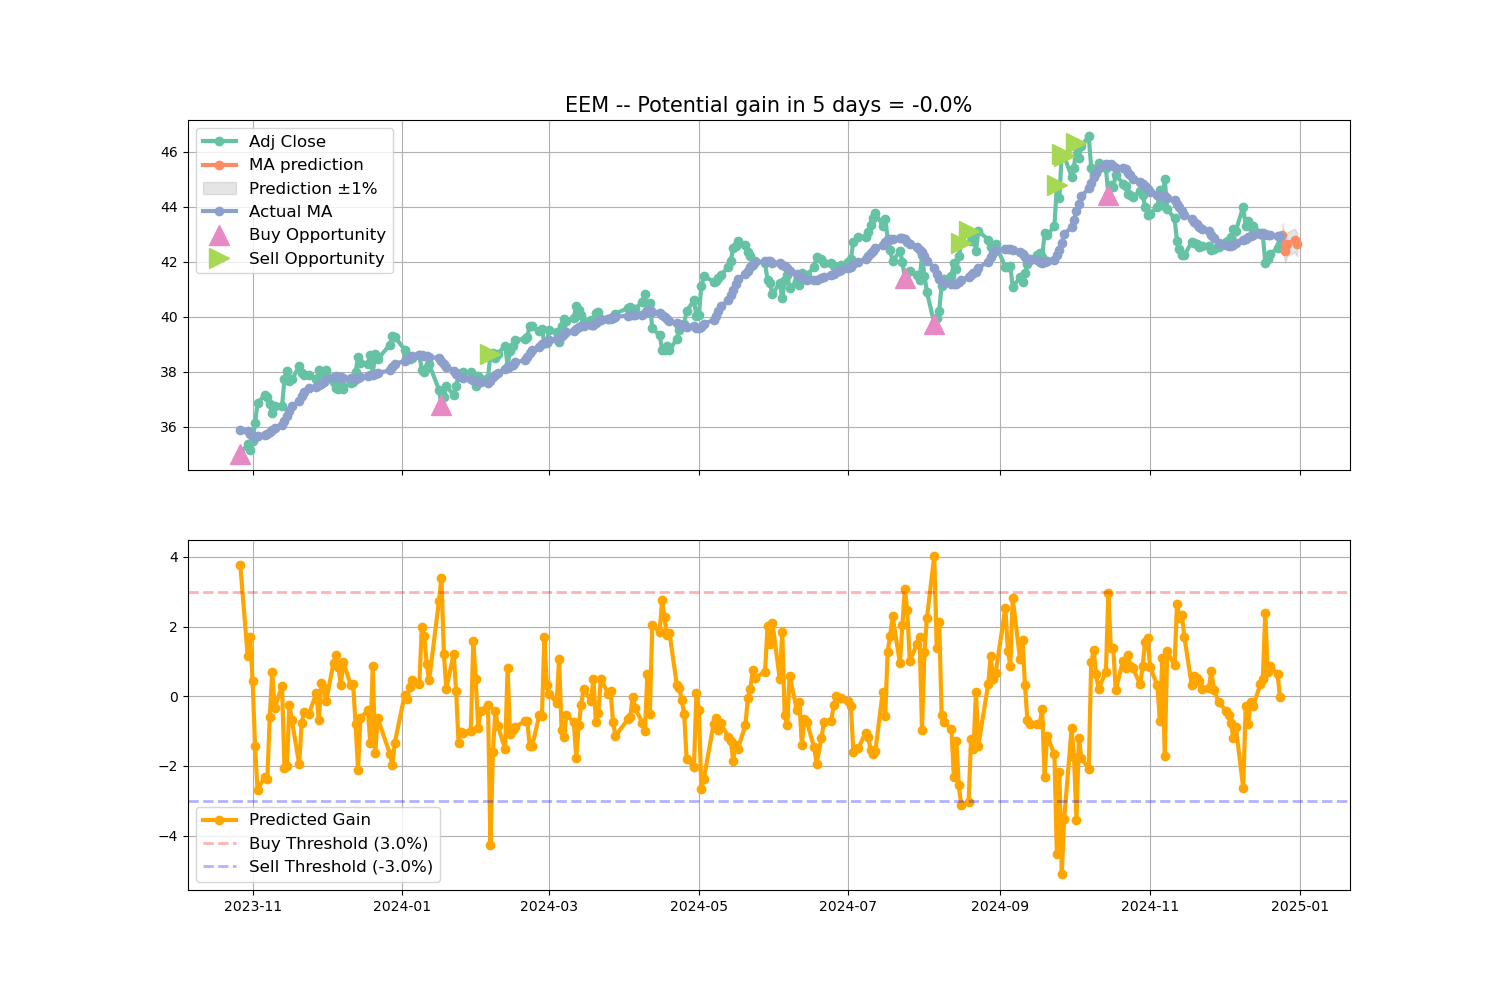 EEM -- Potential gain in 5 days = -0.0%
Adj Close
MA prediction
Prediction ±1%
Actual MA
Buy Opportunity
Sell Opportunity
46
44
42
40
38
36
4
2
0
−2
−4
Predicted Gain
Buy Threshold (3.0%)
Sell Threshold (-3.0%)
2023-11 2024-01 2024-03 2024-05 2024-07 2024-09 2024-11 2025-01